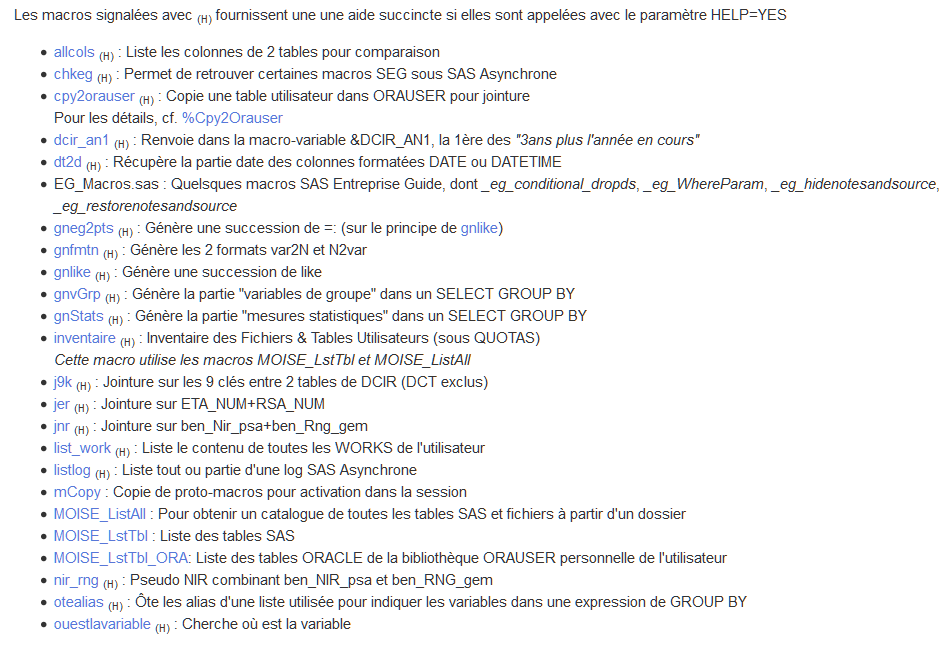 Les macros signalées avec (H) fournissent une une aide succincte si elles sont appelées avec le paramètre HELP=YES
• allcols (H) : Liste les colonnes de 2 tables pour comparaison
• chkeg (H) : Permet de retrouver certaines macros SEG sous SAS Asynchrone
• cpy2orauser (H) : Copie une table utilisateur dans ORAUSER pour jointure
Pour les détails, cf. %Cpy2Orauser
• dcir_an1 (H) : Renvoie dans la macro-variable &DCIR_AN1, la 1ère des "3ans plus l'année en cours"
• dt2d (H) : Récupère la partie date des colonnes formatées DATE ou DATETIME
• EG_Macros.sas : Quelsques macros SAS Entreprise Guide, dont _eg_conditional_dropds, _eg_WhereParam, _eg_hidenotesandsource,
_eg_restorenotesandsource
• gneg2pts (H) : Génère une succession de =: (sur le principe de gnlike)
• gnfmtn (H) : Génère les 2 formats var2N et N2var
• gnlike (H) : Génère une succession de like
• gnvGrp (H) : Génère la partie "variables de groupe" dans un SELECT GROUP BY
• gnStats (H) : Génère la partie "mesures statistiques" dans un SELECT GROUP BY
• inventaire (H) : Inventaire des Fichiers & Tables Utilisateurs (sous QUOTAS)
Cette macro utilise les macros MOISE_LstTbl et MOISE_ListAll
• j9k (H) : Jointure sur les 9 clés entre 2 tables de DCIR (DCT exclus)
• jer (H) : Jointure sur ETA_NUM+RSA_NUM
• jnr (H) : Jointure sur ben_Nir_psa+ben_Rng_gem
• list_work (H) : Liste le contenu de toutes les WORKS de l'utilisateur
• listlog (H) : Liste tout ou partie d'une log SAS Asynchrone
• mCopy : Copie de proto-macros pour activation dans la session
• MOISE_ListAll : Pour obtenir un catalogue de toutes les tables SAS et fichiers à partir d'un dossier
• MOISE_LstTbl : Liste des tables SAS
• MOISE_LstTbl_ORA: Liste des tables ORACLE de la bibliothèque ORAUSER personnelle de l'utilisateur
• nir_rng (H) : Pseudo NIR combinant ben_NIR_psa et ben_RNG_gem
• otealias (H) : Ôte les alias d'une liste utilisée pour indiquer les variables dans une expression de GROUP BY
• ouestlavariable (H) : Cherche où est la variable